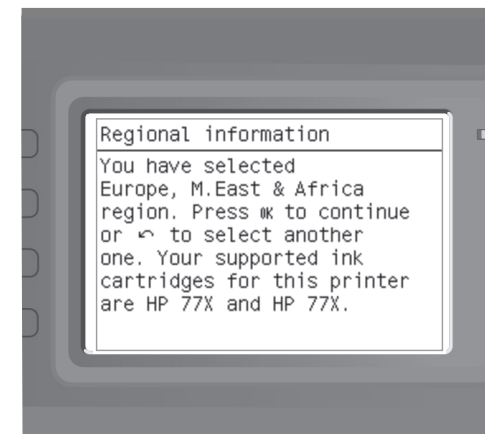 Regional information
You have selected
Europe, M.East & Africa
region. Press OK to continue
or ↶ to select another
one. Your supported ink
cartridges for this printer
are HP 77X and HP 77X.